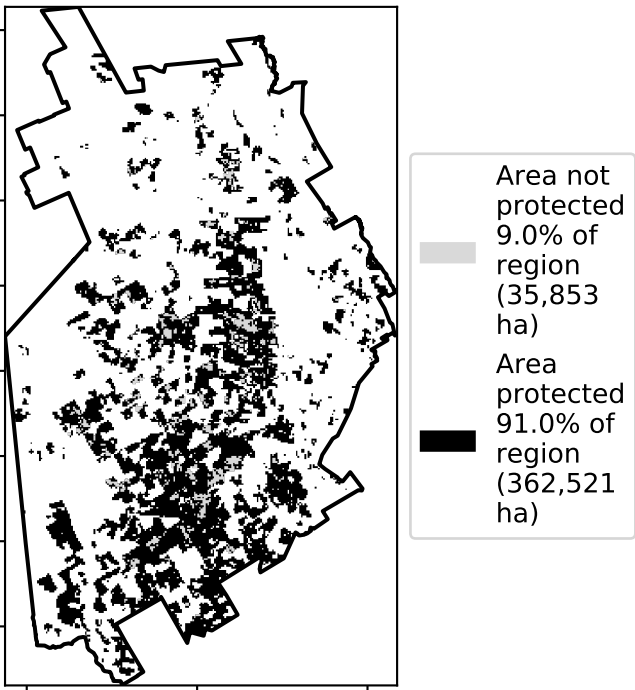 Area not
protected
9.0% of
region
(35,853
ha)
Area
protected
91.0% of
region
(362,521
ha)